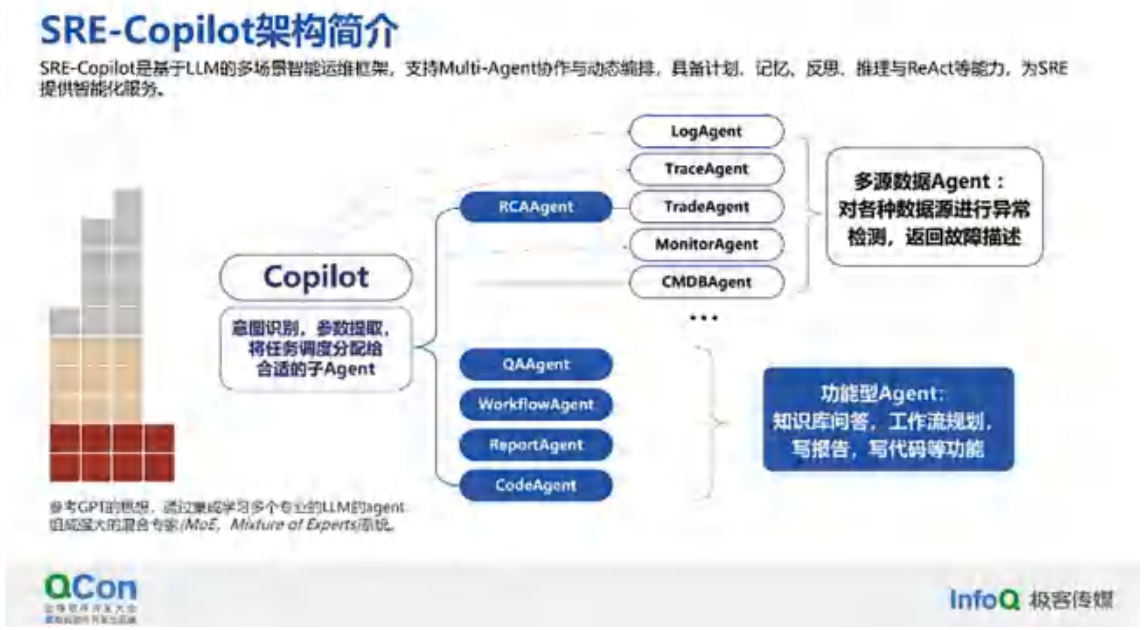 SRE-Copilot架构简介
SRE-Copilot是基于LLM的多场景智能运维框架，支持Multi-Agent协作与动态编排，具备计划、记忆、反思、推理与ReAct等能力，为SRE
提供智能化服务。
LogAgent
TraceAgent
RCAAgent
TradeAgent
MonitorAgent
CMDBAgent
•••
多源数据Agent：
对各种数据源进行异常
检测，返回故障描述
Copilot
意图识别，参数提取，
将任务调度分配给
合适的子Agent
QAAgent
WorkflowAgent
ReportAgent
CodeAgent
功能型Agent：
知识库问答，工作流规划，
写报告，写代码等功能
参考GPT的思想，通过集成学习多个专业的LLM的agent
组成强大的混合专家(MoE，Mixture of Experts)系统。
QCon
全球软件开发大会
InfoQ 极客传媒